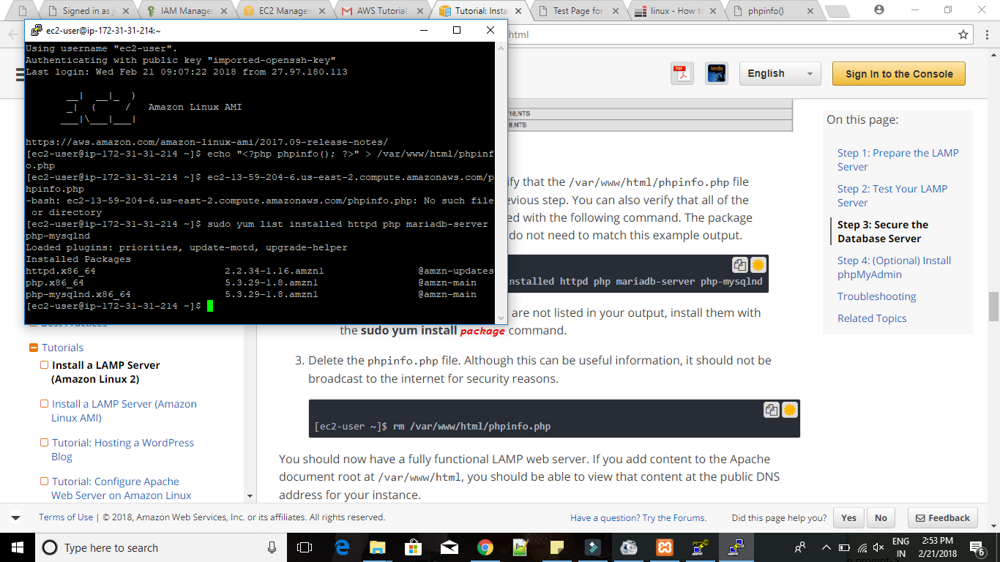 Signed in as j
IAM Manager
EC2 Manager
AWS Tutorial
Tutorial: Insta
Test Page for
linux - How to
phpinfo()
ec2-user@ip-172-31-31-214:~
html
Using username "ec2-user".
Authenticating with public key "imported-openssh-key"
Last login: Wed Feb 21 09:07:22 2018 from 27.97.180.113
__|  __|_  )
_|  (     /   Amazon Linux AMI
___|\___|___|
https://aws.amazon.com/amazon-linux-ami/2017.09-release-notes/
[ec2-user@ip-172-31-31-214 ~]$ echo "<?php phpinfo(); ?>" > /var/www/html/phpinf
o.php
[ec2-user@ip-172-31-31-214 ~]$ ec2-13-59-204-6.us-east-2.compute.amazonaws.com/p
hpinfo.php
-bash: ec2-13-59-204-6.us-east-2.compute.amazonaws.com/phpinfo.php: No such file
or directory
[ec2-user@ip-172-31-31-214 ~]$ sudo yum list installed httpd php mariadb-server
php-mysqlnd
Loaded plugins: priorities, update-motd, upgrade-helper
Installed Packages
httpd.x86_64 2.2.34-1.16.amzn1 @amzn-updates
php.x86_64 5.3.29-1.8.amzn1 @amzn-main
php-mysqlnd.x86_64 5.3.29-1.8.amzn1 @amzn-main
[ec2-user@ip-172-31-31-214 ~]$
PDF
kindle
English
Sign In to the Console
718,NTS
8,NTS
ify that the /var/www/html/phpinfo.php file
evious step. You can also verify that all of the
ed with the following command. The package
do not need to match this example output.
nstalled httpd php mariadb-server php-mysqlnd
are not listed in your output, install them with
the sudo yum install package command.
3. Delete the phpinfo.php file. Although this can be useful information, it should not be
broadcast to the internet for security reasons.
[ec2-user ~]$ rm /var/www/html/phpinfo.php
You should now have a fully functional LAMP web server. If you add content to the Apache
document root at /var/www/html, you should be able to view that content at the public DNS
address for your instance.
On this page:
Step 1: Prepare the LAMP
Server
Step 2: Test Your LAMP
Server
Step 3: Secure the
Database Server
Step 4: (Optional) Install
phpMyAdmin
Troubleshooting
Related Topics
Best Practices
Tutorials
Install a LAMP Server
(Amazon Linux 2)
Install a LAMP Server (Amazon
Linux AMI)
Tutorial: Hosting a WordPress
Blog
Tutorial: Configure Apache
Web Server on Amazon Linux
Terms of Use | © 2018, Amazon Web Services, Inc. or its affiliates. All rights reserved.
Have a question? Try the Forums.
Did this page help you?
Yes
No
Feedback
Type here to search
ENG
IN
2:53 PM
2/21/2018
6